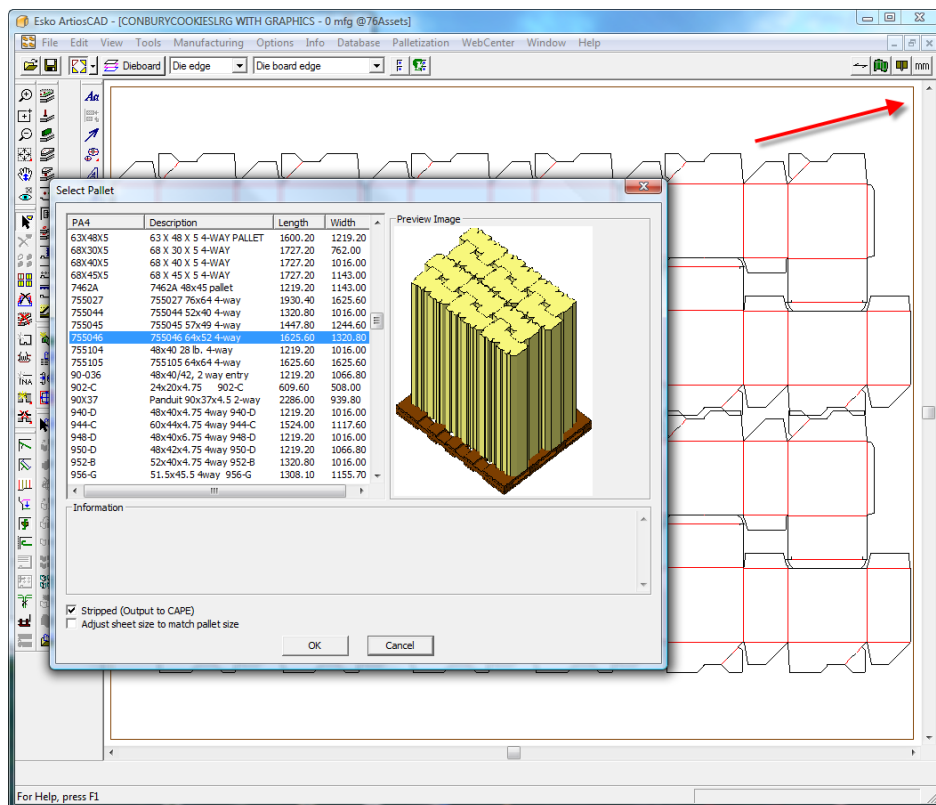 Esko ArtiosCAD - [CONBURYCOOKIESLRG WITH GRAPHICS - 0 mfg @76Assets]
File Edit View Tools Manufacturing Options Info Database Palletization WebCenter Window Help
Dieboard Die edge Die board edge mm
Select Pallet
PA4 Description Length Width
63X48X5 63 X 48 X 5 4-WAY PALLET 1600.20 1219.20
68X30X5 68 X 30 X 5 4-WAY 1727.20 762.00
68X40X5 68 X 40 X 5 4-WAY 1727.20 1016.00
68X45X5 68 X 45 X 5 4-WAY 1727.20 1143.00
7462A 7462A 48x45 pallet 1219.20 1143.00
755027 755027 76x64 4-way 1930.40 1625.60
755044 755044 52x40 4-way 1320.80 1016.00
755045 755045 57x49 4-way 1447.80 1244.60
755046 755046 64x52 4-way 1625.60 1320.80
755104 48x40 28 lb. 4-way 1219.20 1016.00
755105 755105 64x64 4-way 1625.60 1625.60
90-036 48x40/42, 2 way entry 1219.20 1066.80
902-C 24x20x4.75 902-C 609.60 508.00
90X37 Panduit 90x37x4.5 2-way 2286.00 939.80
940-D 48x40x4.75 4way 940-D 1219.20 1016.00
944-C 60x44x4.75 4way 944-C 1524.00 1117.60
948-D 48x40x6.75 4way 948-D 1219.20 1016.00
950-D 48x42x4.75 4way 950-D 1219.20 1066.80
952-B 52x40x4.75 4way 952-B 1320.80 1016.00
956-G 51.5x45.5 4way 956-G 1308.10 1155.70
Preview Image
Information
Stripped (Output to CAPE)
Adjust sheet size to match pallet size
OK Cancel
For Help, press F1